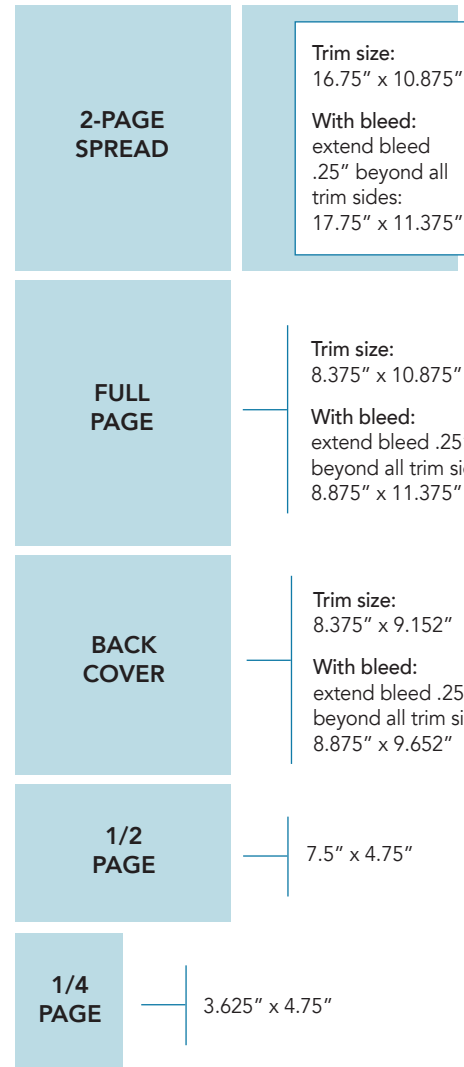 2-PAGE
SPREAD
Trim size:
16.75” x 10.875”
With bleed:
extend bleed
.25” beyond all
trim sides:
17.75” x 11.375”
FULL
PAGE
Trim size:
8.375” x 10.875”
With bleed:
extend bleed .25
beyond all trim
8.875” x 11.375”
BACK
COVER
Trim size:
8.375” x 9.152”
With bleed:
extend bleed .25
beyond all trim
8.875” x 9.652”
1/2
PAGE
7.5” x 4.75”
1/4
PAGE
3.625” x 4.75”